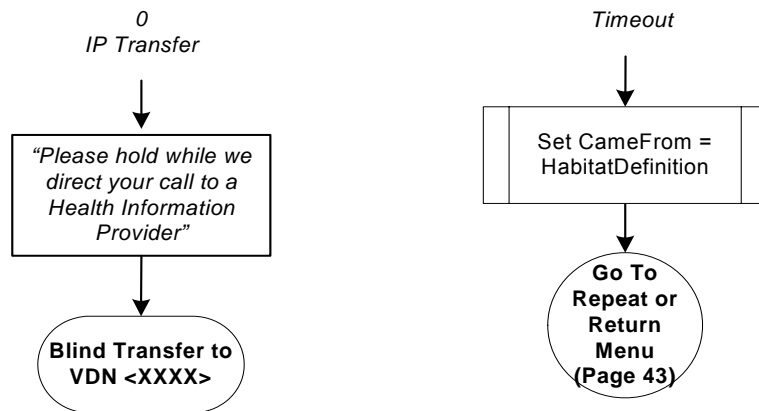 0
IP Transfer
“Please hold while we
direct your call to a
Health Information
Provider”
Blind Transfer to
VDN <XXXX>
Timeout
Set CameFrom =
HabitatDefinition
Go To
Repeat or
Return
Menu
(Page 43)